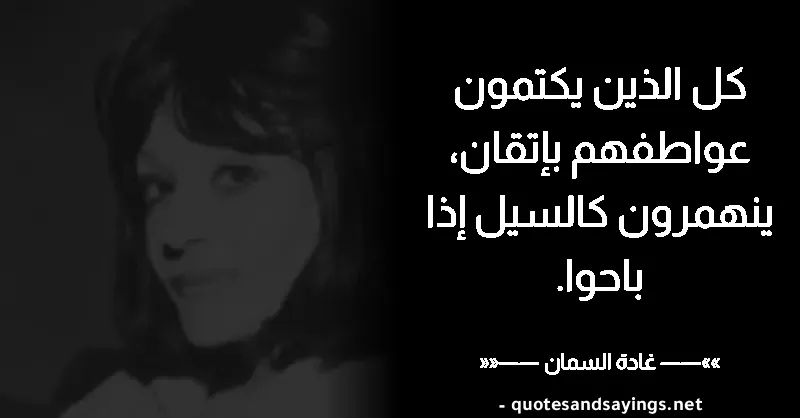 كل الذين يكتمون
عواطفهم بإتقان،
ينهمرون كالسيل إذا
باحوا.
»»—— غادة السمان ——««
- quotesandsayings.net